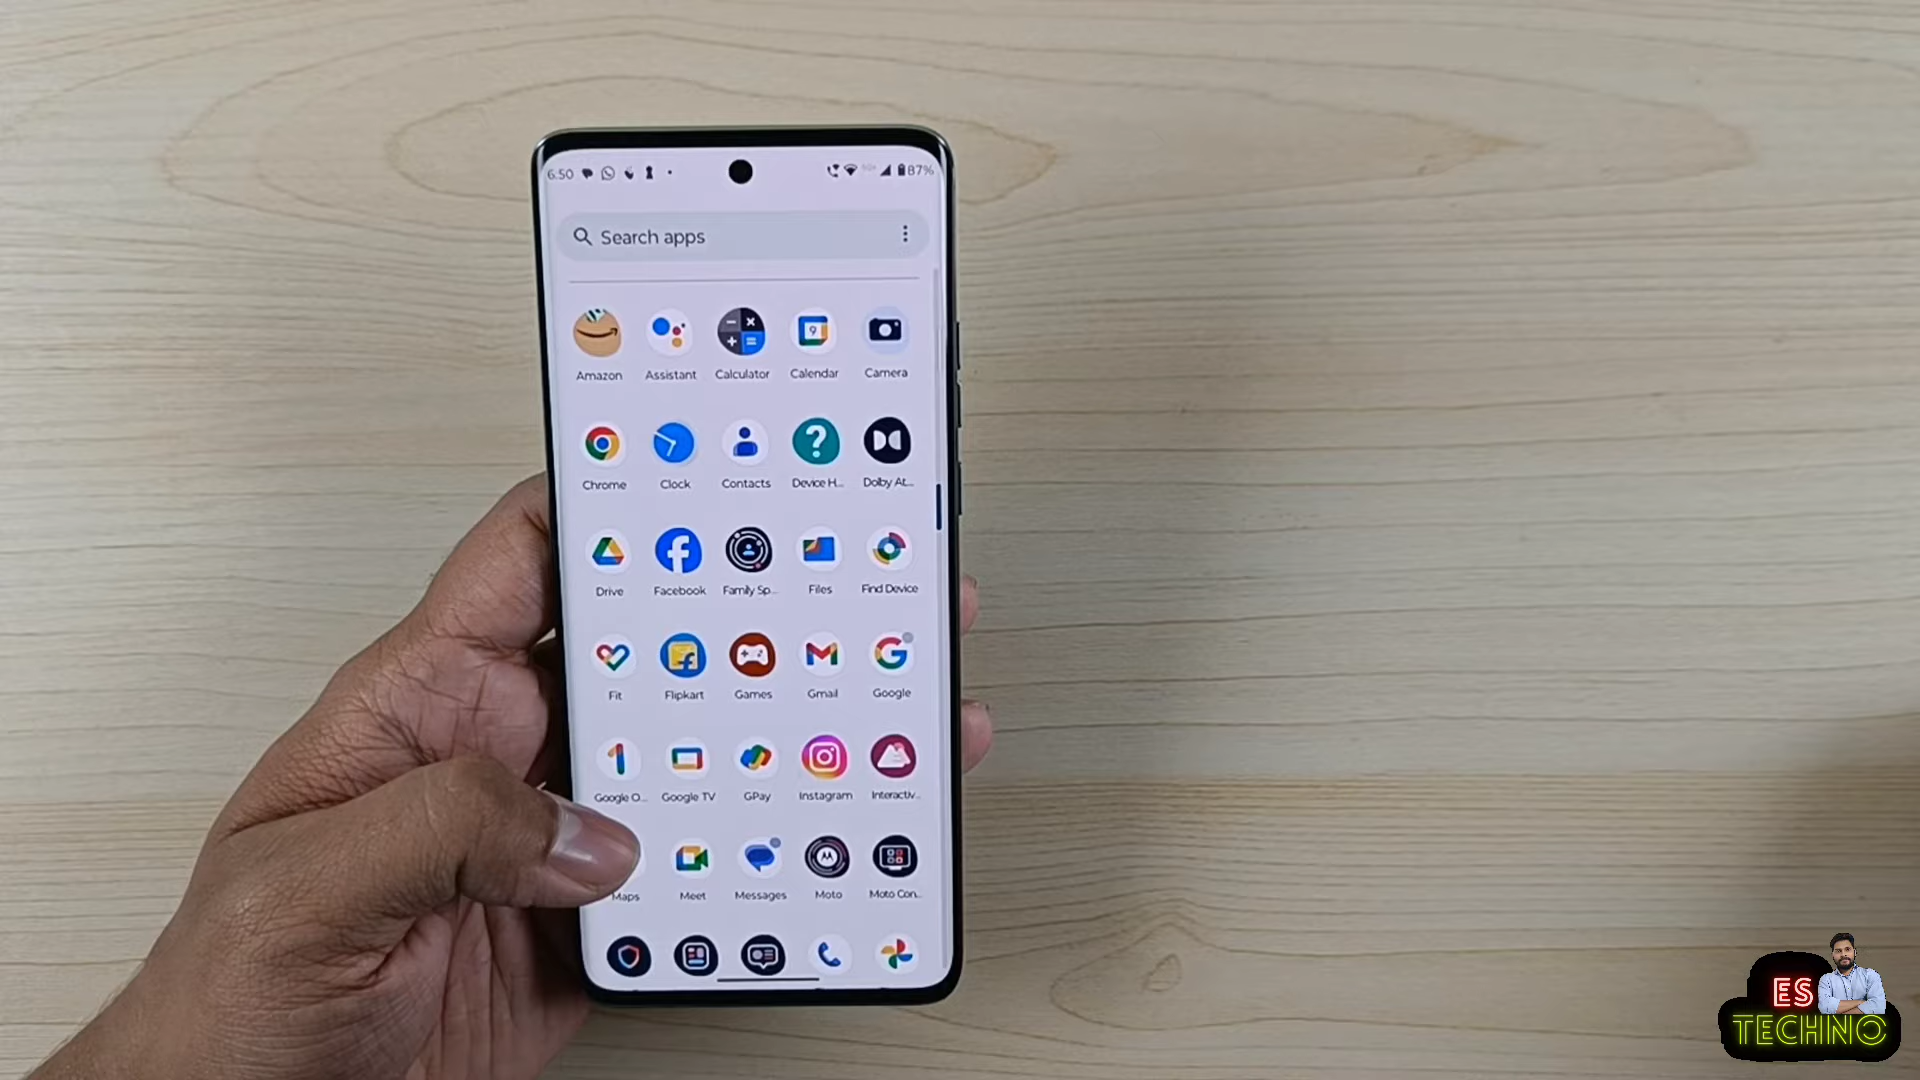 6:50
87%
Search apps
Amazon Assistant Calculator Calendar Camera
Chrome Clock Contacts Device H... Dolby At...
Drive Facebook Family Sp... Files Find Device
Fit Flipkart Games Gmail Google
Google O... Google TV GPay Instagram Interactiv...
Maps Meet Messages Moto Moto Con...
ES
TECHNO